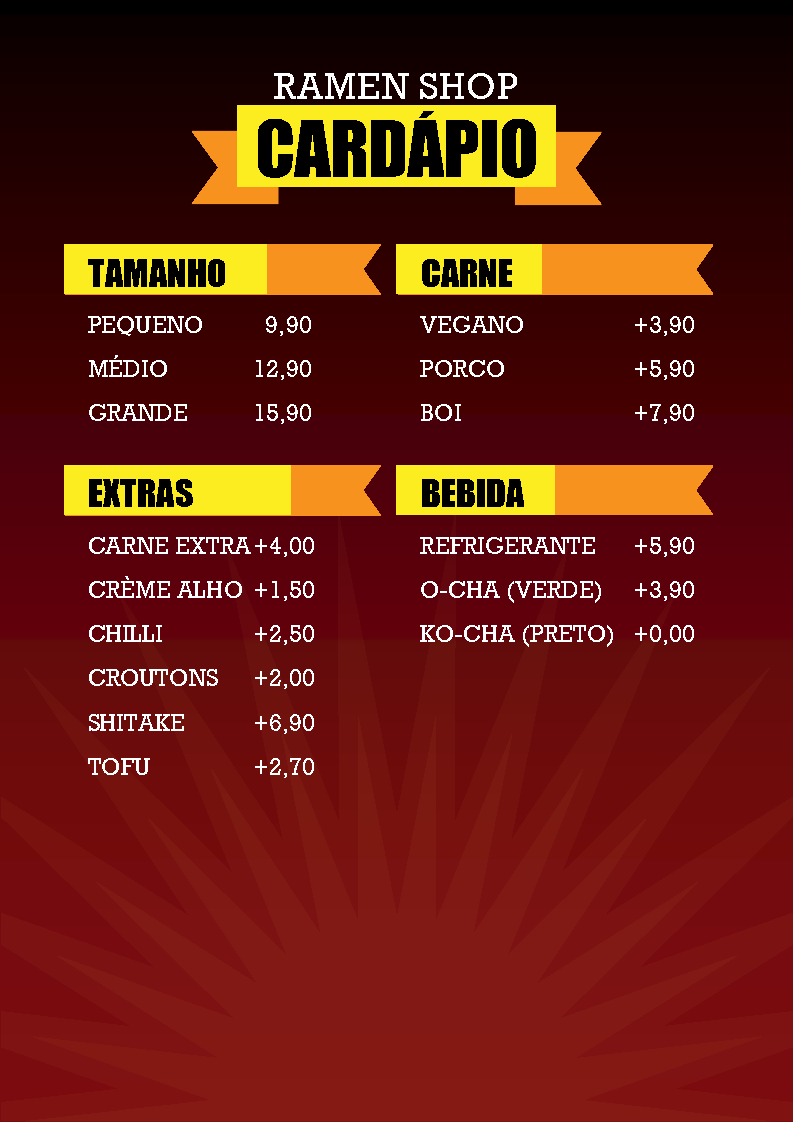 RAMEN SHOP
CARDÁPIO
TAMANHO
PEQUENO 9,90
MÉDIO 12,90
GRANDE 15,90
CARNE
VEGANO +3,90
PORCO +5,90
BOI +7,90
EXTRAS
CARNE EXTRA +4,00
CRÈME ALHO +1,50
CHILLI +2,50
CROUTONS +2,00
SHITAKE +6,90
TOFU +2,70
BEBIDA
REFRIGERANTE +5,90
O-CHA (VERDE) +3,90
KO-CHA (PRETO) +0,00